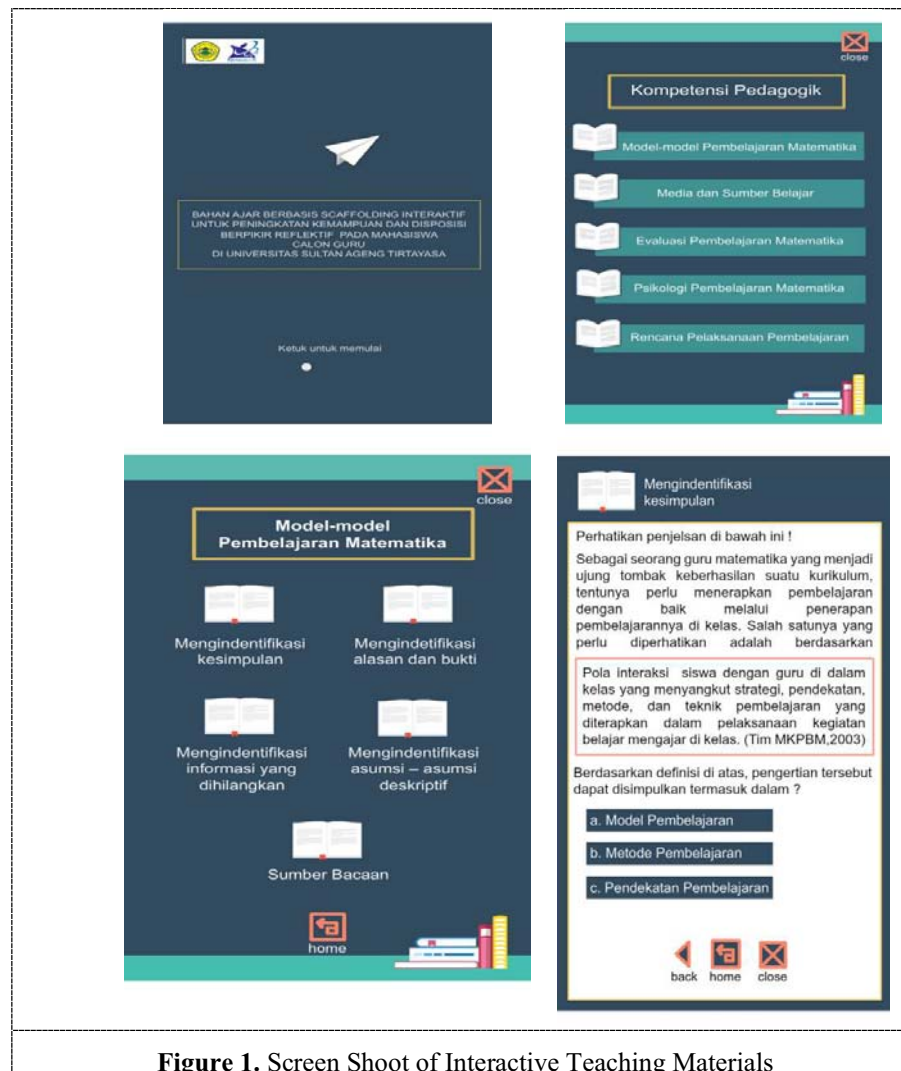 BAHAN AJAR BERBASIS SCAFFOLDING INTERAKTIF
UNTUK PENINGKATAN KEMAMPUAN DAN DISPOSISI
BERPIKIR REFLEKTIF PADA MAHASISWA
CALON GURU
DI UNIVERSITAS SULTAN AGENG TIRTAYASA
Ketuk untuk memulai
close
Kompetensi Pedagogik
Model-model Pembelajaran Matematika
Media dan Sumber Belajar
Evaluasi Pembelajaran Matematika
Psikologi Pembelajaran Matematika
Rencana Pelaksanaan Pembelajaran
close
Model-model
Pembelajaran Matematika
Mengindentifikasi
kesimpulan
Mengindetifikasi
alasan dan bukti
Mengindentifikasi
informasi yang
dihilangkan
Mengindentifikasi
asumsi – asumsi
deskriptif
Sumber Bacaan
home
Mengindentifikasi
kesimpulan
Perhatikan penjelsan di bawah ini !
Sebagai seorang guru matematika yang menjadi
ujung tombak keberhasilan suatu kurikulum,
tentunya perlu menerapkan pembelajaran
dengan baik melalui penerapan
pembelajarannya di kelas. Salah satunya yang
perlu diperhatikan adalah berdasarkan
Pola interaksi siswa dengan guru di dalam
kelas yang menyangkut strategi, pendekatan,
metode, dan teknik pembelajaran yang
diterapkan dalam pelaksanaan kegiatan
belajar mengajar di kelas. (Tim MKPBM,2003)
Berdasarkan definisi di atas, pengertian tersebut
dapat disimpulkan termasuk dalam ?
a. Model Pembelajaran
b. Metode Pembelajaran
c. Pendekatan Pembelajaran
back home close
Figure 1. Screen Shoot of Interactive Teaching Materials